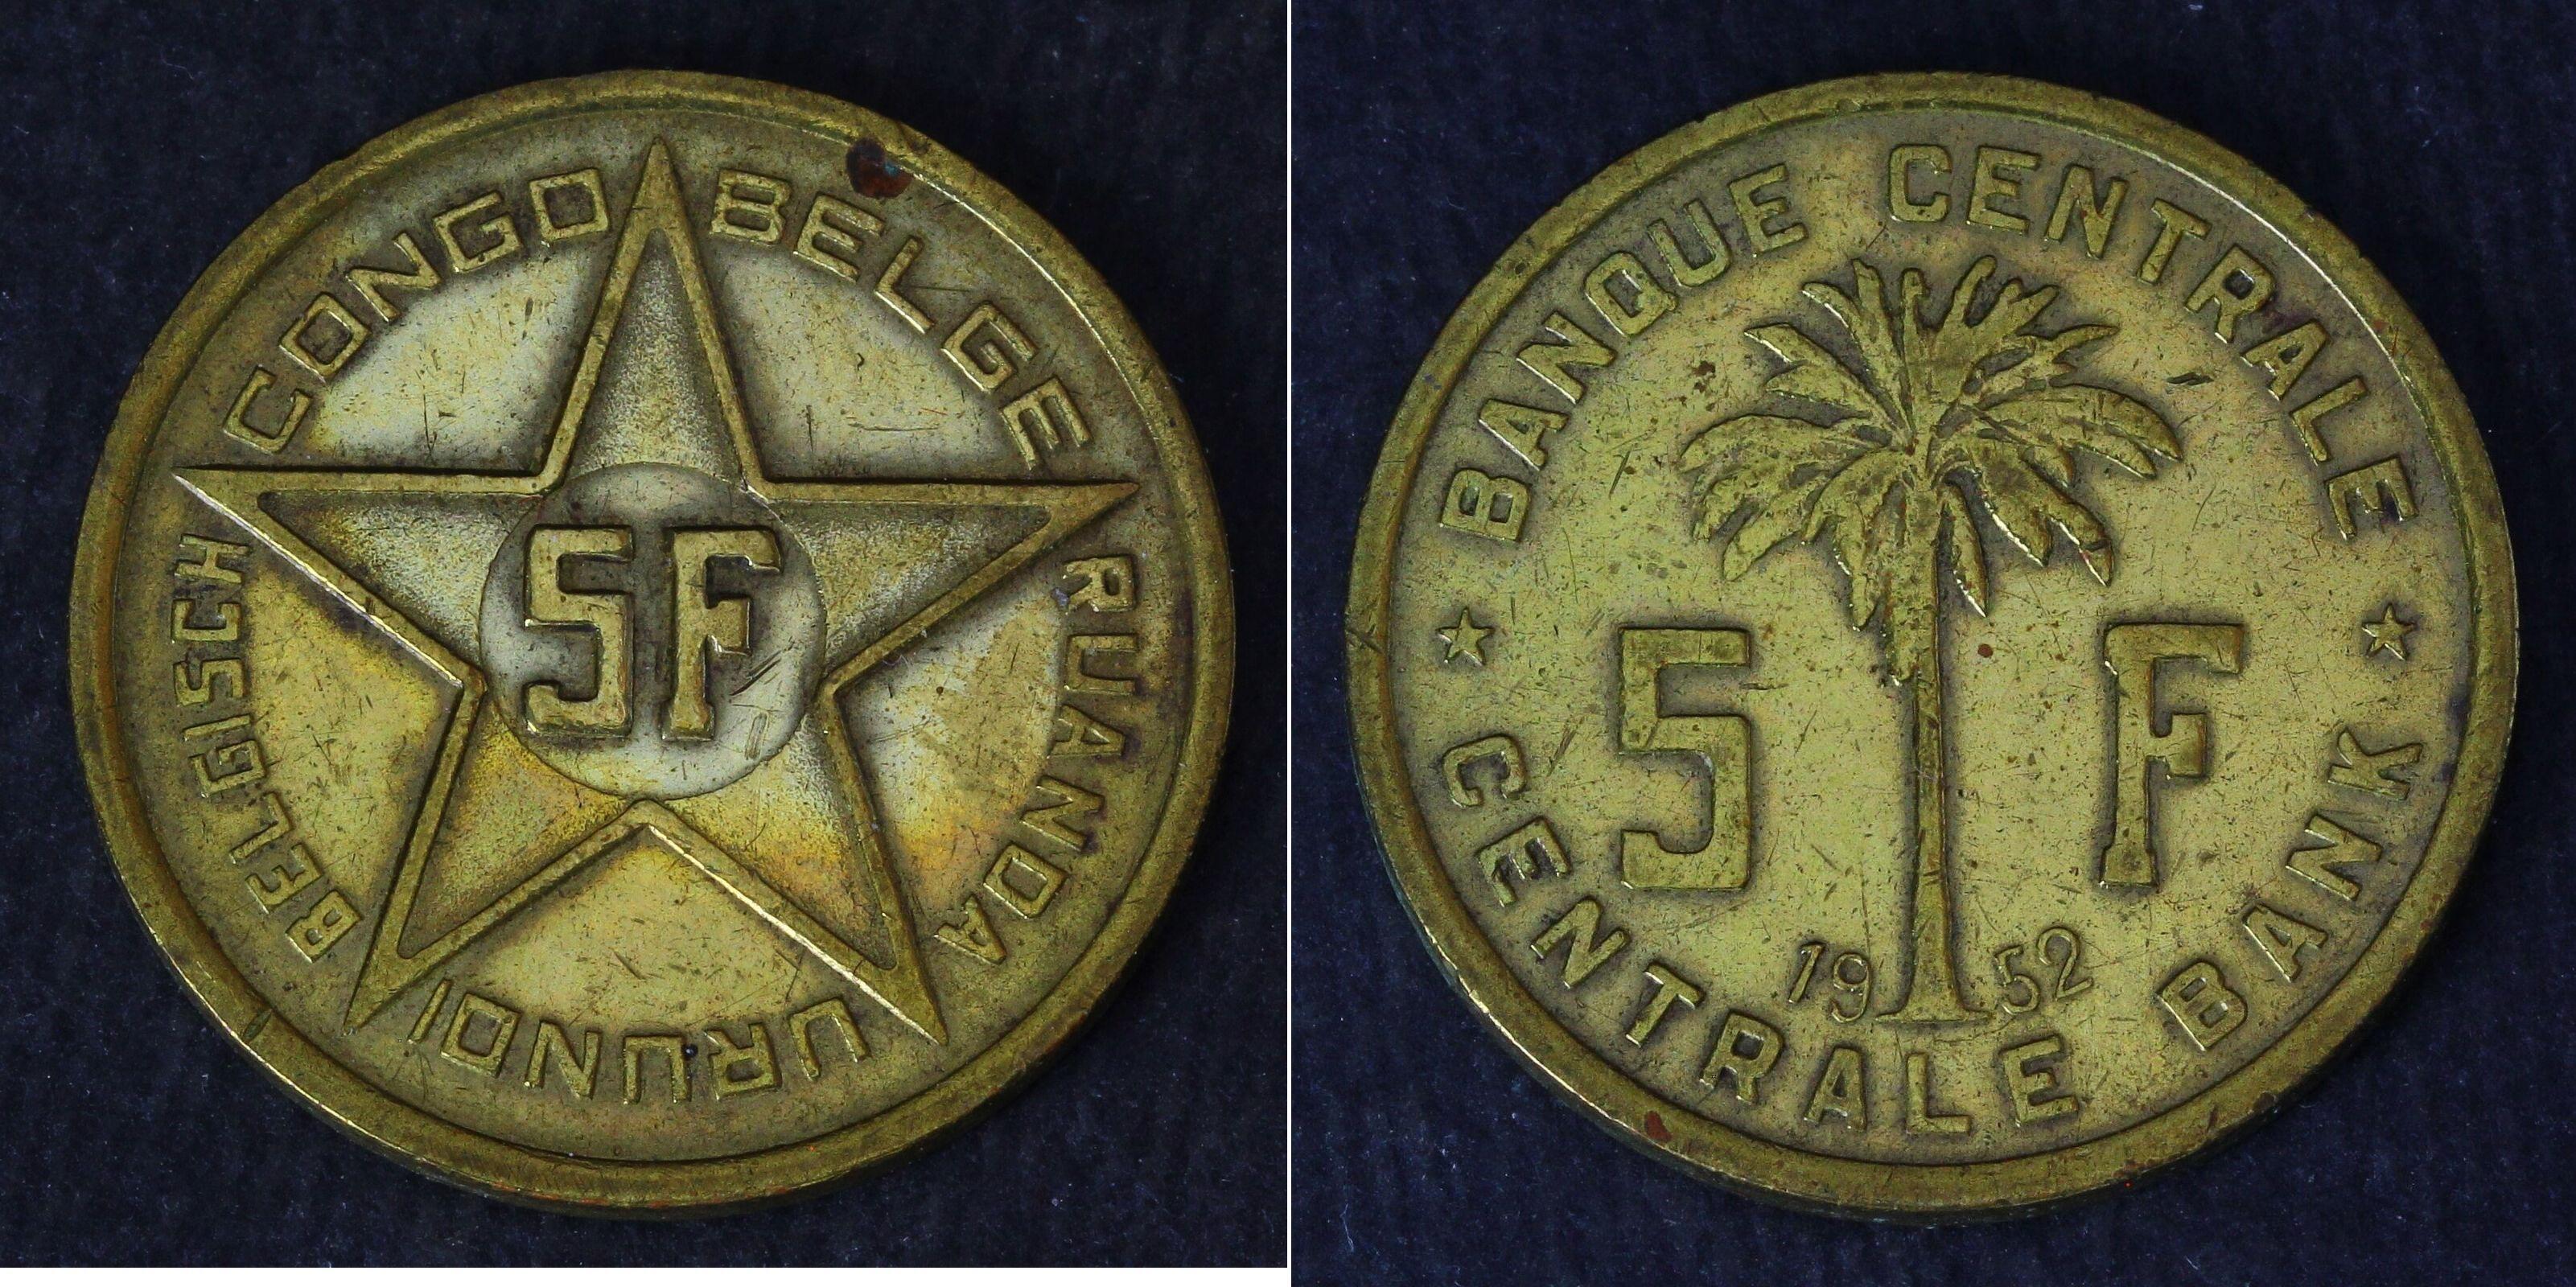 CONGO BELGE
RUANDA
URUNDI
BELGISCH
5F
BANQUE CENTRALE
5 F
1952
CENTRALE BANK